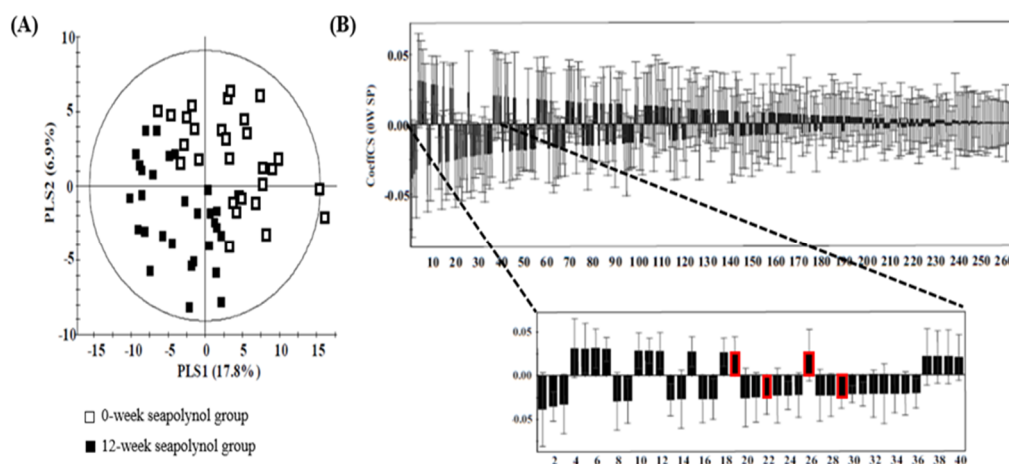 (A)
(B)
10
5
0
-5
-10
PLS2 (6.9%)
-15 -10 -5 0 5 10 15
PLS1 (17.8%)
0-week seapolynol group
12-week seapolynol group
0.05
0.00
-0.05
CoeffCS (0W SP)
10 20 30 40 50 60 70 80 90 100 110 120 130 140 150 160 170 180 190 200 210 220 230 240 250 260
0.05
0.00
-0.05
2 4 6 8 10 12 14 16 18 20 22 24 26 28 30 32 34 36 38 40